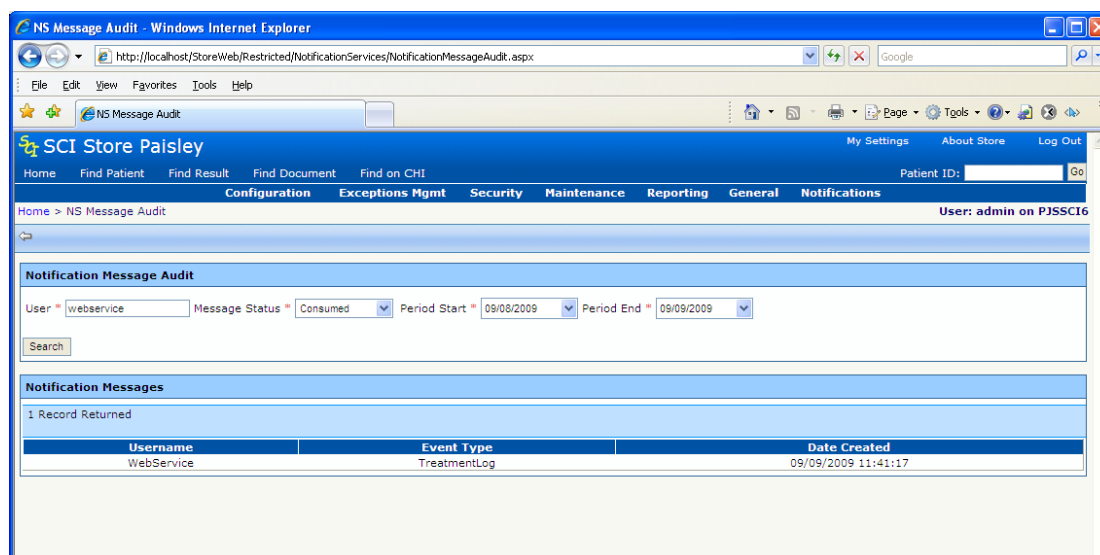 NS Message Audit - Windows Internet Explorer
http://localhost/StoreWeb/Restricted/NotificationServices/NotificationMessageAudit.aspx
Google
File Edit View Favorites Tools Help
NS Message Audit
Page Tools
SCI Store Paisley
My Settings About Store Log Out
Home Find Patient Find Result Find Document Find on CHI
Patient ID: Go
Configuration Exceptions Mgmt Security Maintenance Reporting General Notifications
Home > NS Message Audit
User: admin on PJSSCI6
Notification Message Audit
User * webservice Message Status * Consumed Period Start * 09/08/2009 Period End * 09/09/2009
Search
Notification Messages
1 Record Returned
Username Event Type Date Created
WebService TreatmentLog 09/09/2009 11:41:17